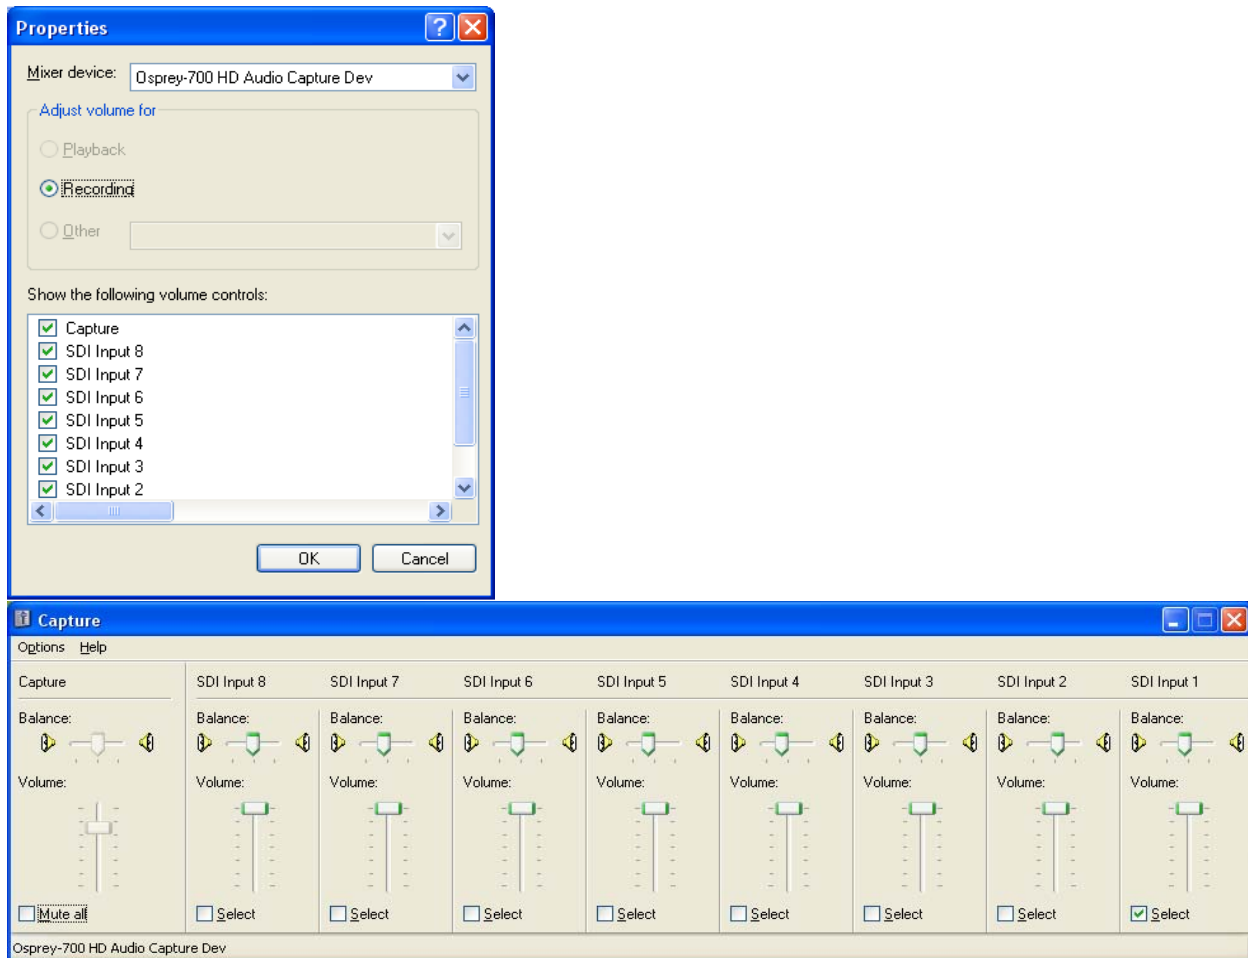 Properties
Mixer device: Osprey-700 HD Audio Capture Dev
Adjust volume for
Playback
Recording
Other
Show the following volume controls:
Capture
SDI Input 8
SDI Input 7
SDI Input 6
SDI Input 5
SDI Input 4
SDI Input 3
SDI Input 2
OK Cancel
Capture
Options Help
Capture SDI Input 8 SDI Input 7 SDI Input 6 SDI Input 5 SDI Input 4 SDI Input 3 SDI Input 2 SDI Input 1
Balance: Balance: Balance: Balance: Balance: Balance: Balance: Balance: Balance:
Volume: Volume: Volume: Volume: Volume: Volume: Volume: Volume: Volume:
Mute all Select Select Select Select Select Select Select Select
Osprey-700 HD Audio Capture Dev